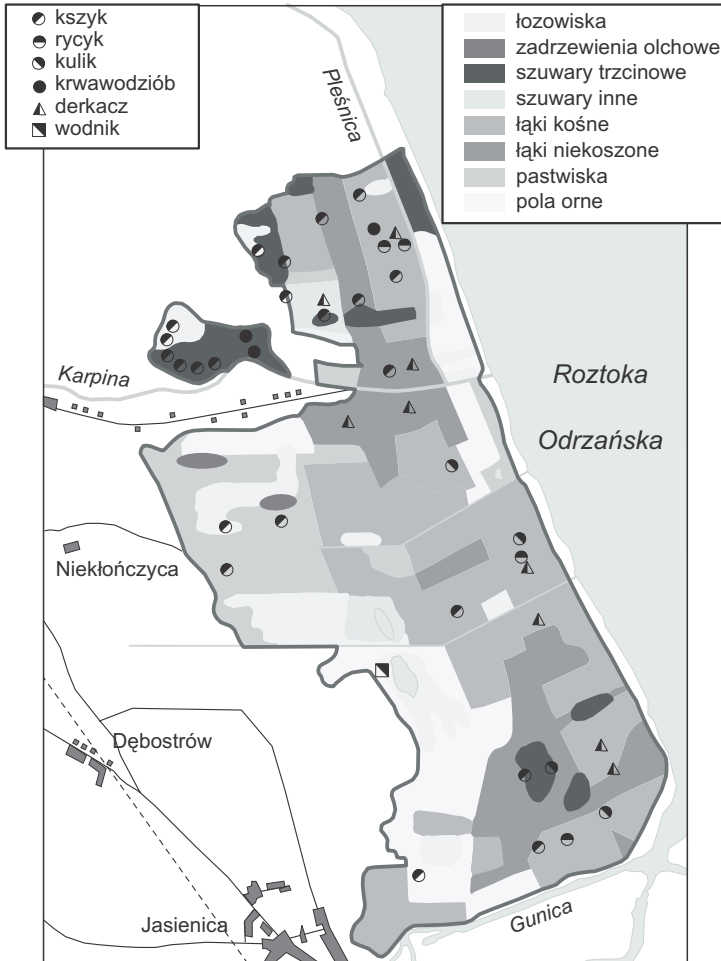 kszyk
rycyk
kulik
krwawodziób
derkacz
wodnik
łozowiska
zadrzewienia olchowe
szuwary trzcinowe
szuwary inne
łąki kośne
łąki niekoszone
pastwiska
pola orne
Pleśnica
Karpina
Roztoka
Odrzańska
Niekłończyca
Dębostrów
Jasienica
Gunica